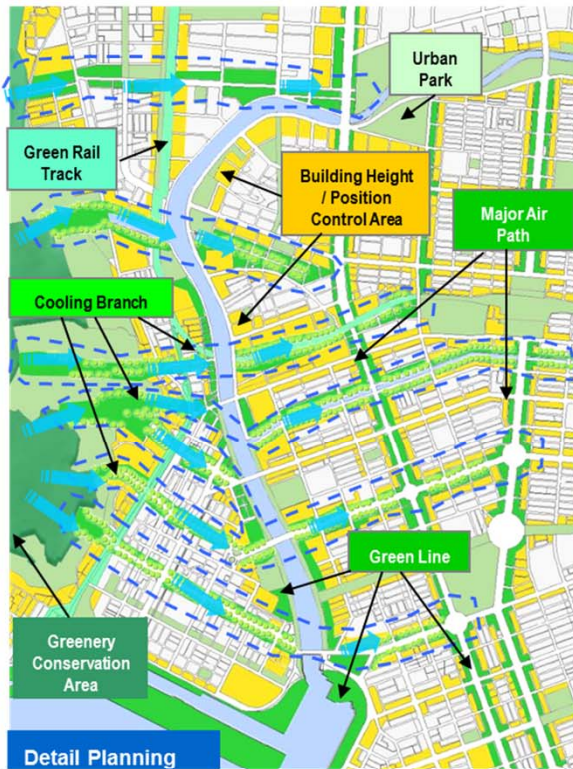 Urban
Park
Green Rail
Track
Building Height
/ Position
Control Area
Major Air
Path
Cooling Branch
Green Line
Greenery
Conservation
Area
Detail Planning